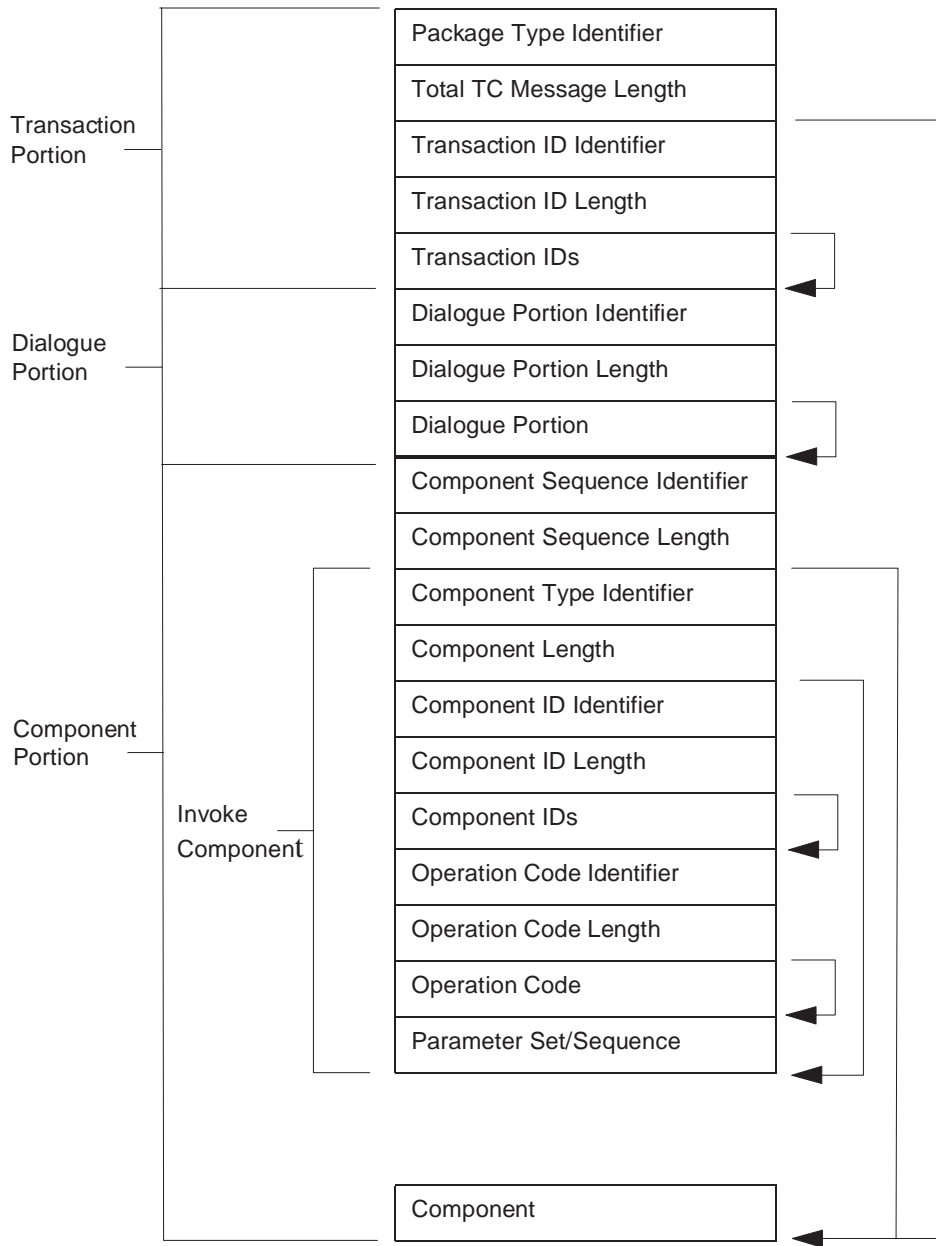 Package Type Identifier
Total TC Message Length
Transaction
Portion
Transaction ID Identifier
Transaction ID Length
Transaction IDs
Dialogue Portion Identifier
Dialogue
Portion
Dialogue Portion Length
Dialogue Portion
Component Sequence Identifier
Component Sequence Length
Component Type Identifier
Component Length
Component ID Identifier
Component
Portion
Component ID Length
Invoke
Component
Component IDs
Operation Code Identifier
Operation Code Length
Operation Code
Parameter Set/Sequence
Component